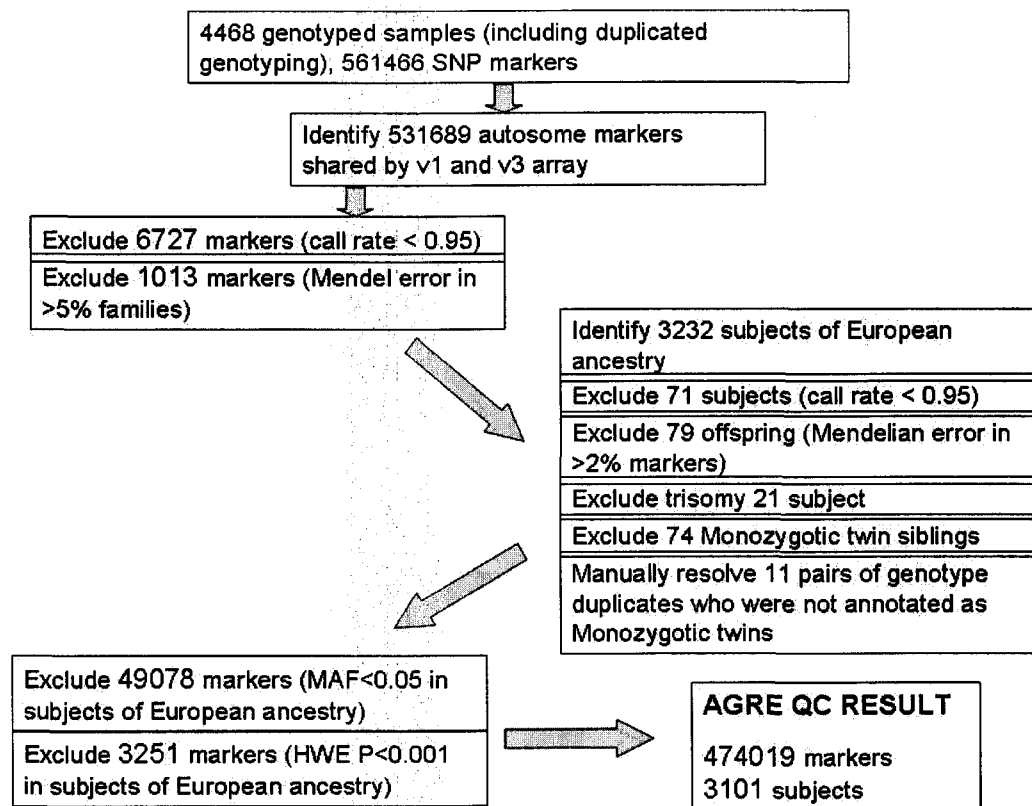 4468 genotyped samples (including duplicated
genotyping), 561466 SNP markers
Identify 531689 autosome markers
shared by v1 and v3 array
Exclude 6727 markers (call rate < 0.95)
Exclude 1013 markers (Mendel error in
>5% families)
Identify 3232 subjects of European
ancestry
Exclude 71 subjects (call rate < 0.95)
Exclude 79 offspring (Mendelian error in
>2% markers)
Exclude trisomy 21 subject
Exclude 74 Monozygotic twin siblings
Manually resolve 11 pairs of genotype
duplicates who were not annotated as
Monozygotic twins
Exclude 49078 markers (MAF<0.05 in
subjects of European ancestry)
Exclude 3251 markers (HWE P<0.001
in subjects of European ancestry)
AGRE QC RESULT
474019 markers
3101 subjects